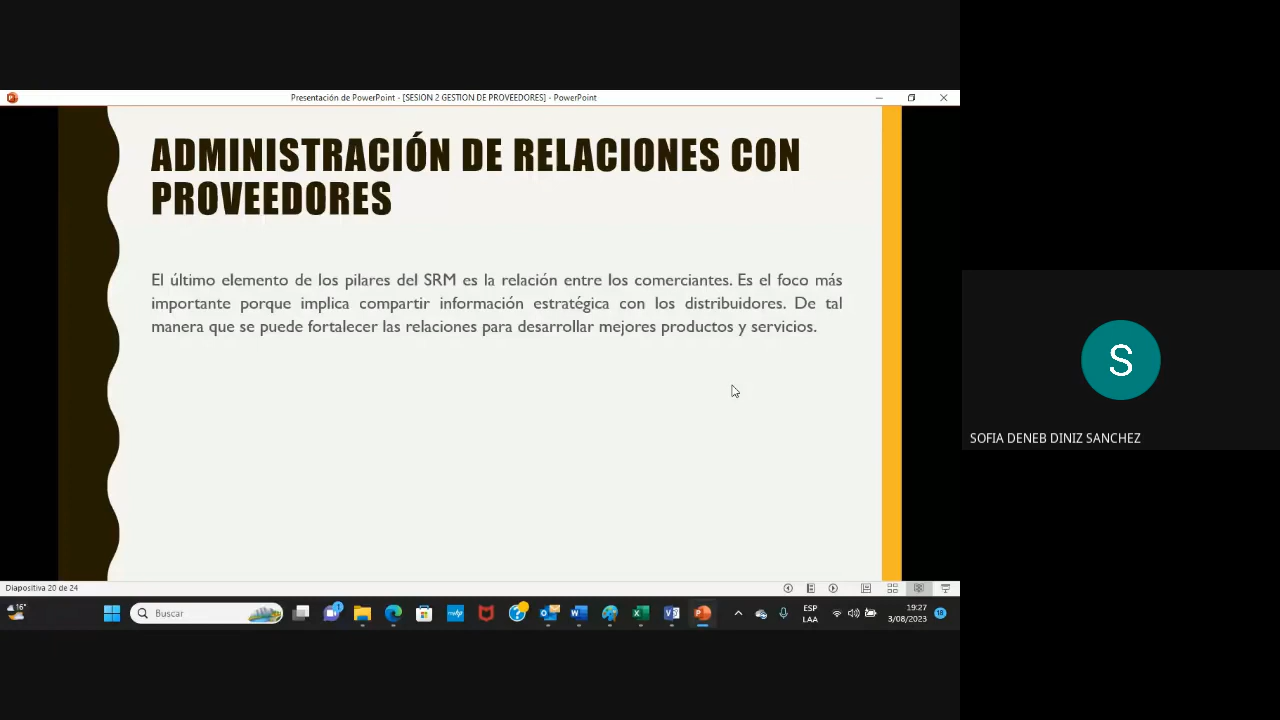 Presentación de PowerPoint - [SESION 2 GESTION DE PROVEEDORES] - PowerPoint
ADMINISTRACIÓN DE RELACIONES CON
PROVEEDORES
El último elemento de los pilares del SRM es la relación entre los comerciantes. Es el foco más
importante porque implica compartir información estratégica con los distribuidores. De tal
manera que se puede fortalecer las relaciones para desarrollar mejores productos y servicios.
S
SOFIA DENEB DINIZ SANCHEZ
Diapositiva 20 de 24
16°
Buscar
ESP
LAA
19:27
3/08/2023
18